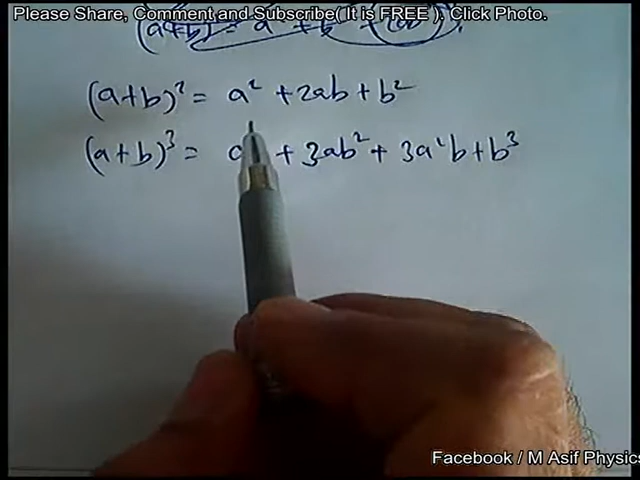 Please Share, Comment and Subscribe( It is FREE ). Click Photo.
(a+b)² = a² + 2ab + b²
(a+b)³ = a + 3ab² + 3a²b + b³
Facebook / M Asif Physics